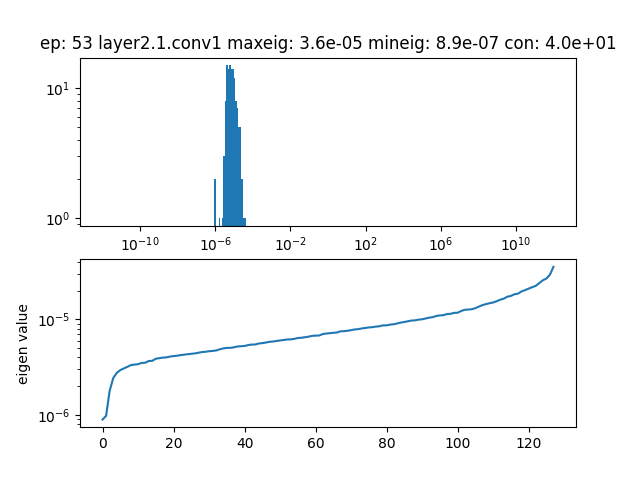 ep: 53 layer2.1.conv1 maxeig: 3.6e-05 mineig: 8.9e-07 con: 4.0e+01
10¹
10⁰
10⁻¹⁰ 10⁻⁶ 10⁻² 10² 10⁶ 10¹⁰
eigen value
10⁻⁵
10⁻⁶
0 20 40 60 80 100 120